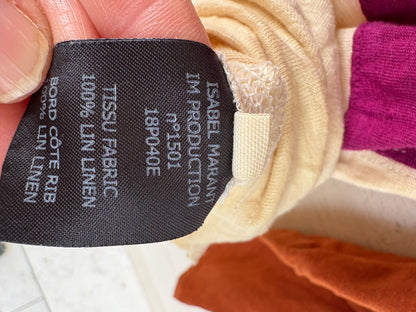 ISABEL MARANT
IM PRODUCTION
n°1501
18P040E
TISSU FABRIC
100% LIN LINEN
BORD CÔTE RIB
100% LIN LINEN